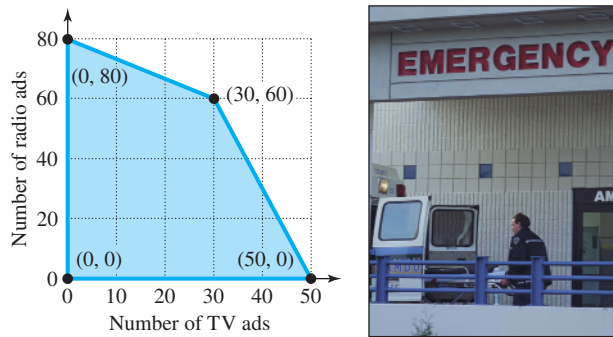 80
60
40
20
0
Number of radio ads
(0, 80)
(30, 60)
(0, 0)
(50, 0)
0 10 20 30 40 50
Number of TV ads
EMERGENCY
AM